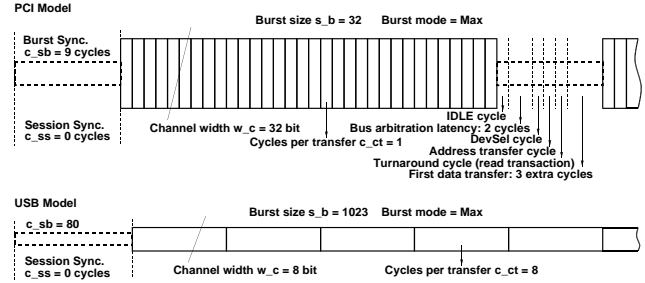 PCI Model
Burst size s_b = 32 Burst mode = Max
Burst Sync.
c_sb = 9 cycles
Session Sync.
c_ss = 0 cycles
Channel width w_c = 32 bit
Cycles per transfer c_ct = 1
IDLE cycle
Bus arbitration latency: 2 cycles
DevSel cycle
Address transfer cycle
Turnaround cycle (read transaction)
First data transfer: 3 extra cycles
USB Model
Burst size s_b = 1023 Burst mode = Max
c_sb = 80
Session Sync.
c_ss = 0 cycles
Channel width w_c = 8 bit
Cycles per transfer c_ct = 8